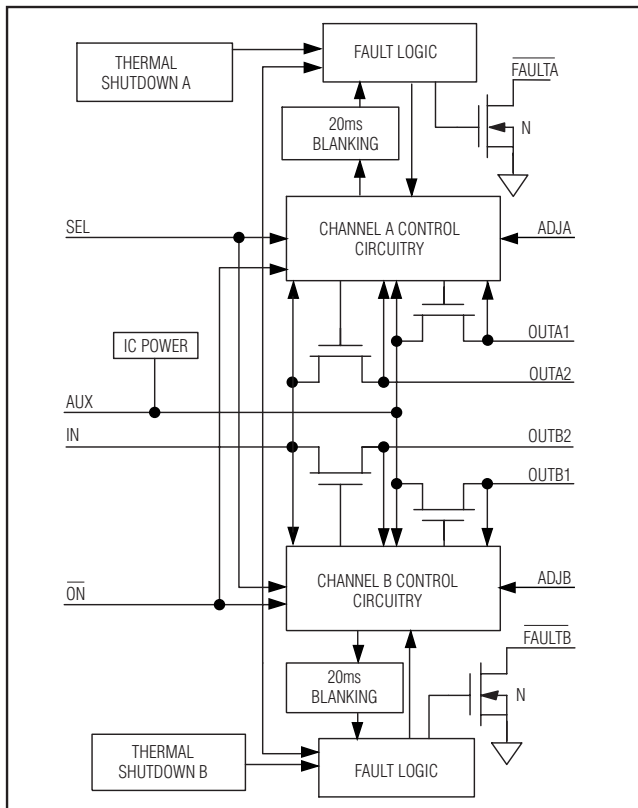 THERMAL
SHUTDOWN A
FAULT LOGIC
FAULTA
20ms
BLANKING
N
SEL
CHANNEL A CONTROL
CIRCUITRY
ADJA
IC POWER
OUTA1
OUTA2
AUX
IN
OUTB2
OUTB1
ON
CHANNEL B CONTROL
CIRCUITRY
ADJB
FAULTB
20ms
BLANKING
N
THERMAL
SHUTDOWN B
FAULT LOGIC